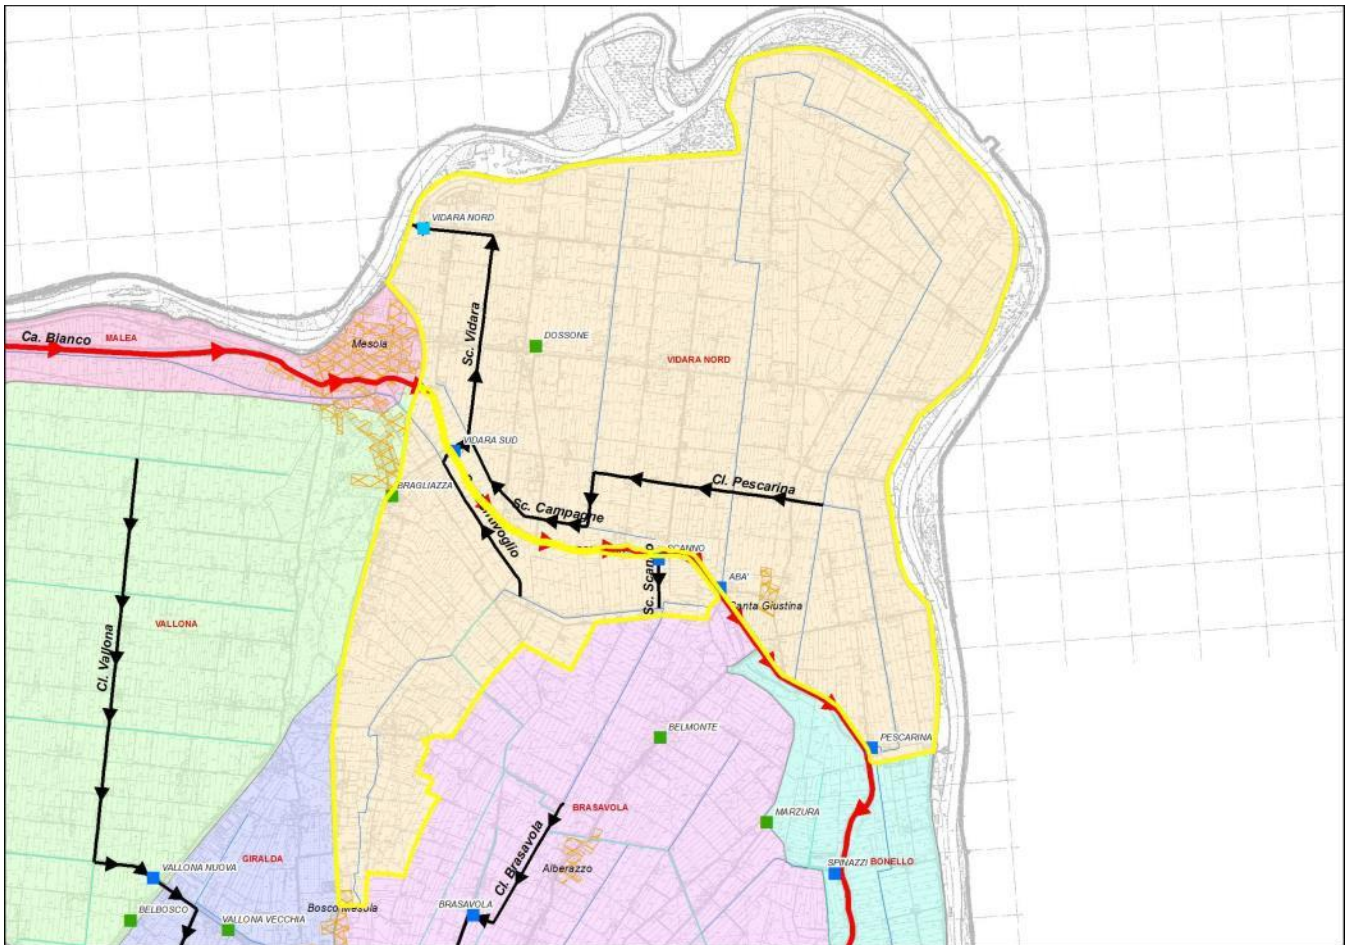 VIDARA NORD
Sc. Vidara
Ca. Bianco
MALEA
Mesola
DOSSONE
VIDARA NORD
VIDARA SUD
BRAGLIAZZA
Cl. Pescarina
Sc. Campagne
SCANNO
Sc. Scanno
ABA'
Santa Giustina
VALLONA
Cl. Vallona
BELMONTE
PESCARINA
BRASAVOLA
MARZURA
Cl. Brasavola
GIRALDA
Alberazzo
SPINAZZI
BONELLO
VALLONA NUOVA
BELBOSCO
VALLONA VECCHIA
Bosco Mesola
BRASAVOLA